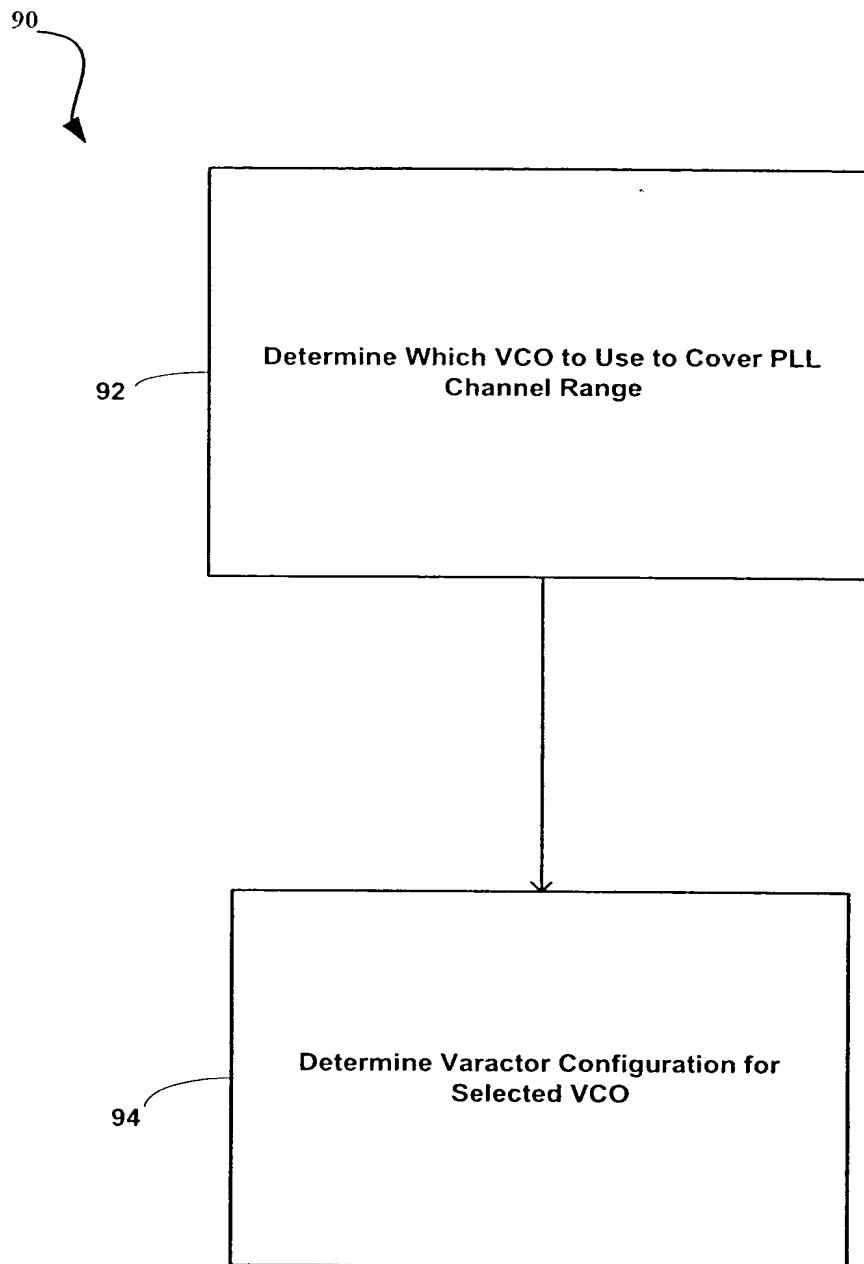 90
Determine Which VCO to Use to Cover PLL
Channel Range
92
Determine Varactor Configuration for
Selected VCO
94